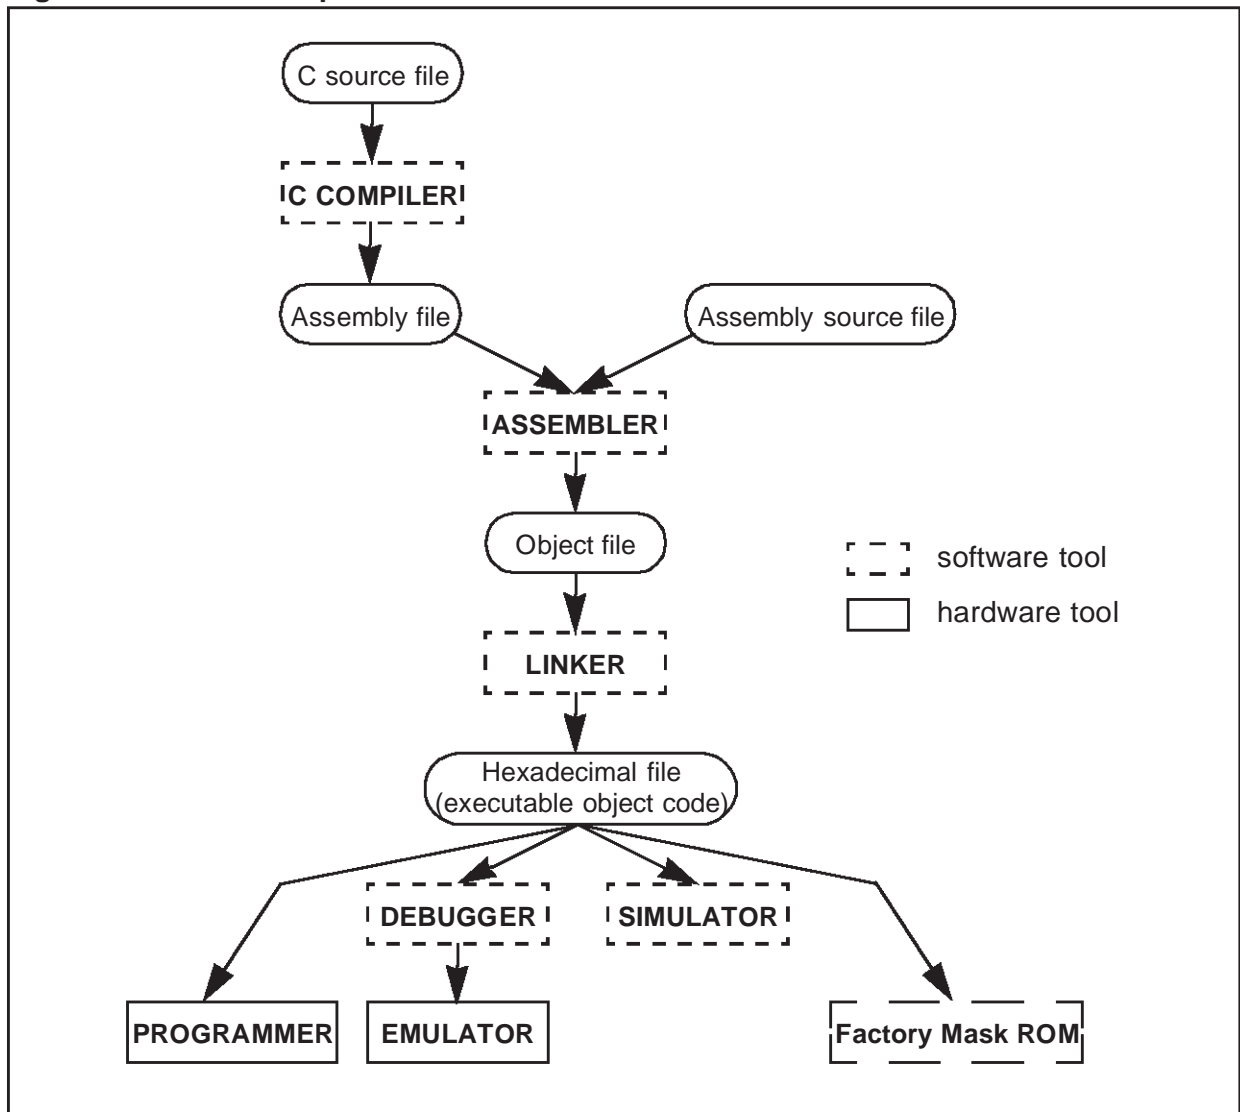 C source file
C COMPILER
Assembly file
Assembly source file
ASSEMBLER
Object file
software tool
hardware tool
LINKER
Hexadecimal file
(executable object code)
DEBUGGER
SIMULATOR
PROGRAMMER
EMULATOR
Factory Mask ROM